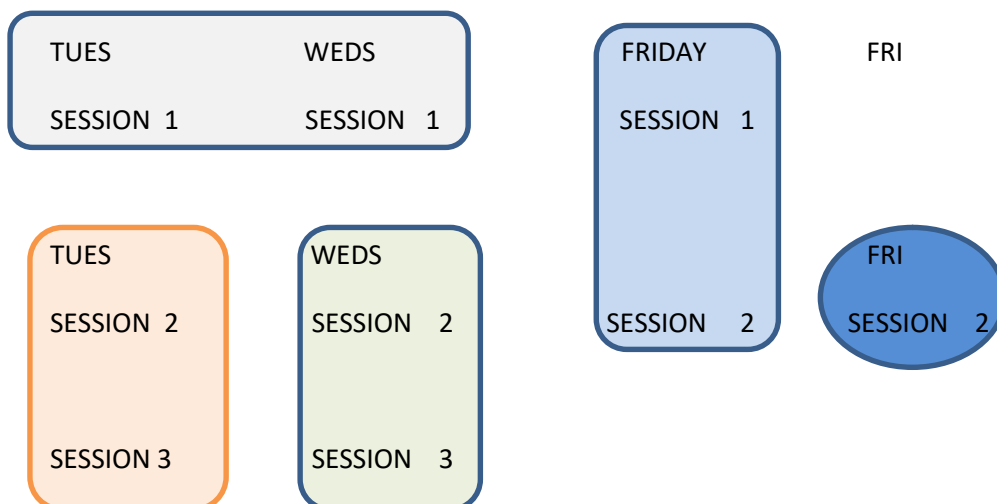 TUES WEDS
SESSION 1 SESSION 1
FRIDAY
SESSION 1
SESSION 2
FRI
FRI
SESSION 2
TUES
SESSION 2
SESSION 3
WEDS
SESSION 2
SESSION 3